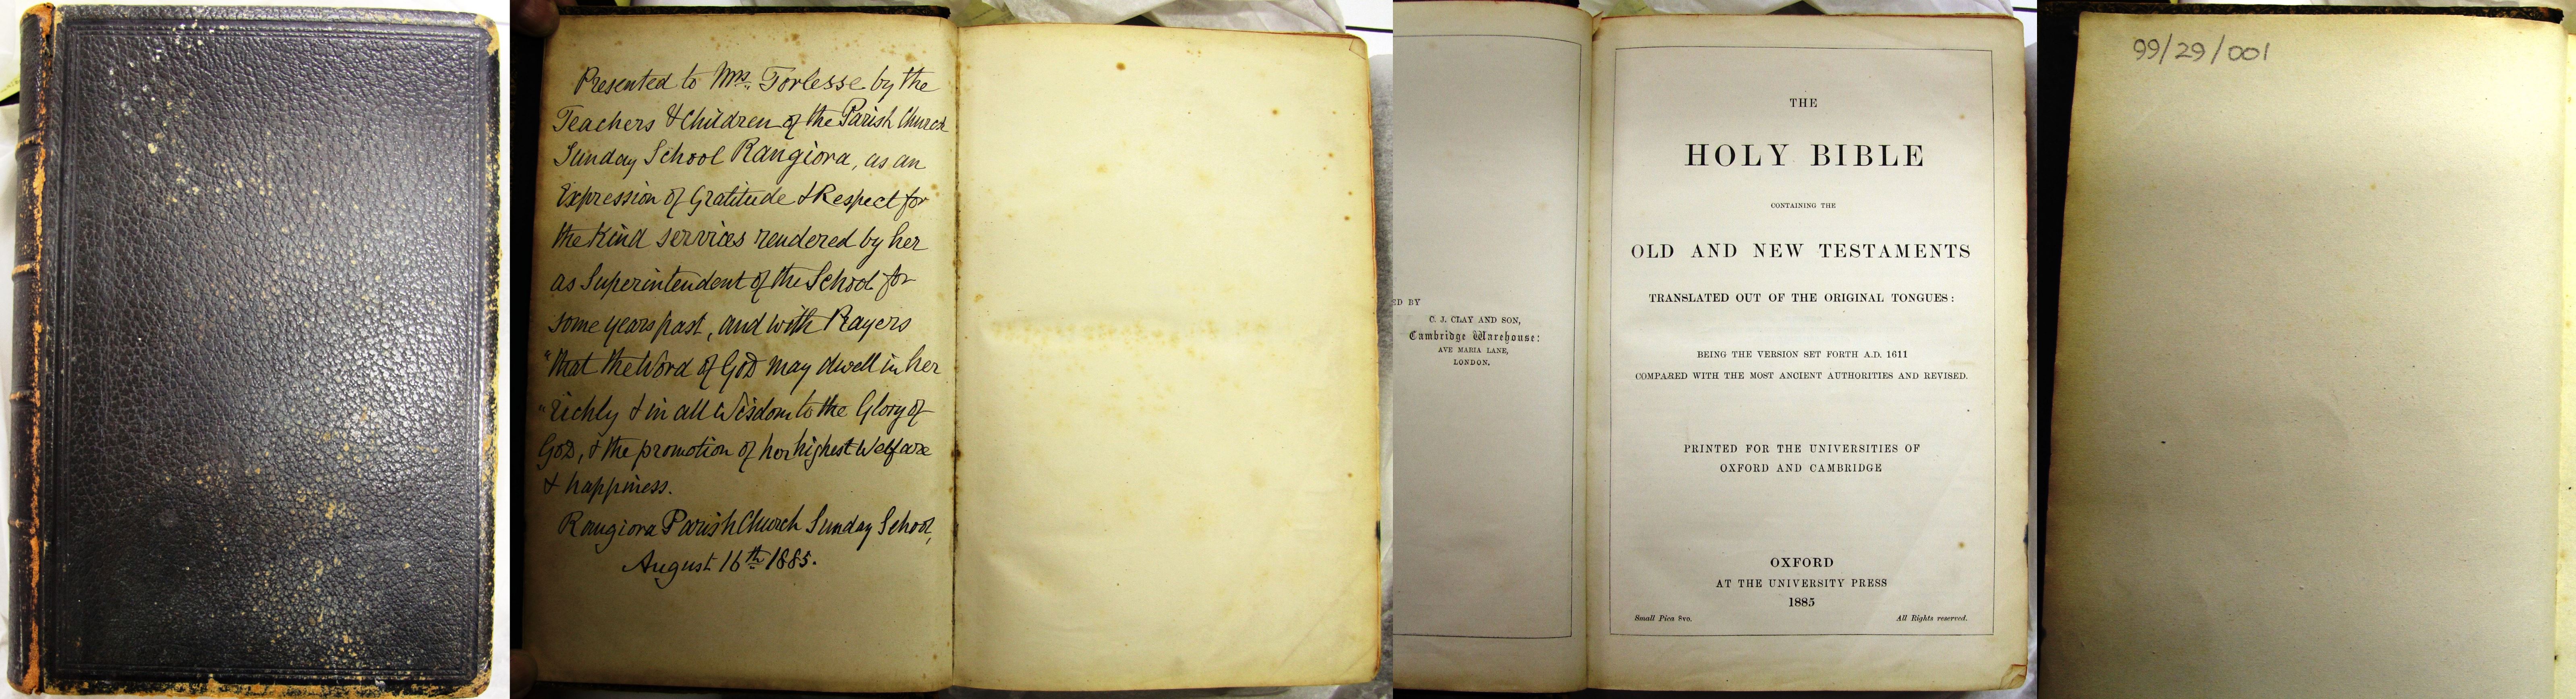 Presented to Mrs. Torlesse by the
Teachers & Children of the Parish Church
Sunday School Rangiora, as an
Expression of Gratitude & Respect for
the Kind services rendered by her
as Superintendent of the School for
some years past, and with Prayers
"that the Word of God may dwell in her
"richly & in all Wisdom to the Glory of
God, & the promotion of her highest Welfare
& happiness.
Rangiora Parish Church Sunday School,
August 16th 1885.
ED BY
C. J. CLAY AND SON,
Cambridge Warehouse:
AVE MARIA LANE,
LONDON.
THE
HOLY BIBLE
CONTAINING THE
OLD AND NEW TESTAMENTS
TRANSLATED OUT OF THE ORIGINAL TONGUES:
BEING THE VERSION SET FORTH A.D. 1611
COMPARED WITH THE MOST ANCIENT AUTHORITIES AND REVISED.
PRINTED FOR THE UNIVERSITIES OF
OXFORD AND CAMBRIDGE
OXFORD
AT THE UNIVERSITY PRESS
1885
Small Pica 8vo. All Rights reserved.
99/29/001